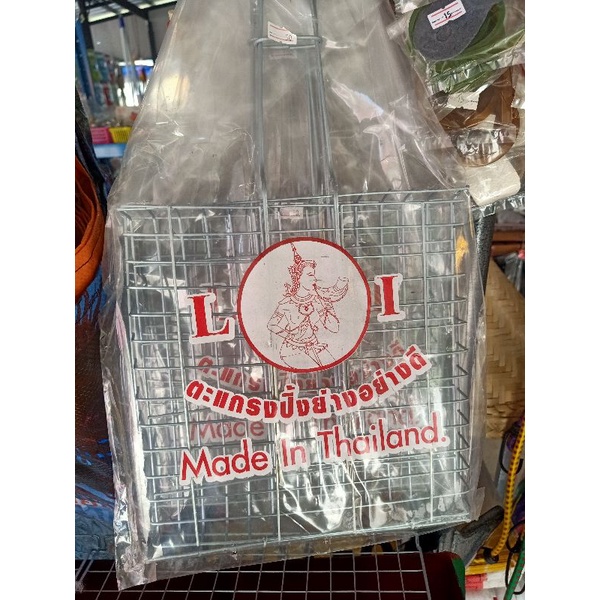 15
L I
ตะแกรงปิ้งย่างอย่างดี
Made In Thailand.